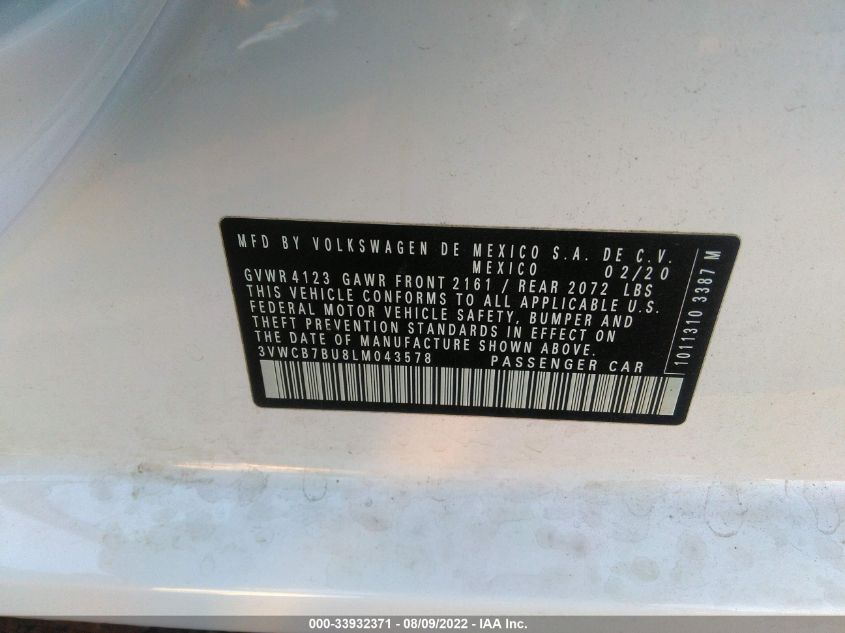 MFD BY VOLKSWAGEN DE MEXICO S.A. DE C.V.
MEXICO 02/20
GVWR 4123 GAWR FRONT 2161 / REAR 2072 LBS
THIS VEHICLE CONFORMS TO ALL APPLICABLE U.S.
FEDERAL MOTOR VEHICLE SAFETY, BUMPER AND
THEFT PREVENTION STANDARDS IN EFFECT ON
THE DATE OF MANUFACTURE SHOWN ABOVE.
3VWCB7BU8LM043578 PASSENGER CAR
1011310 3387 M
000-33932371 - 08/09/2022 - IAA Inc.